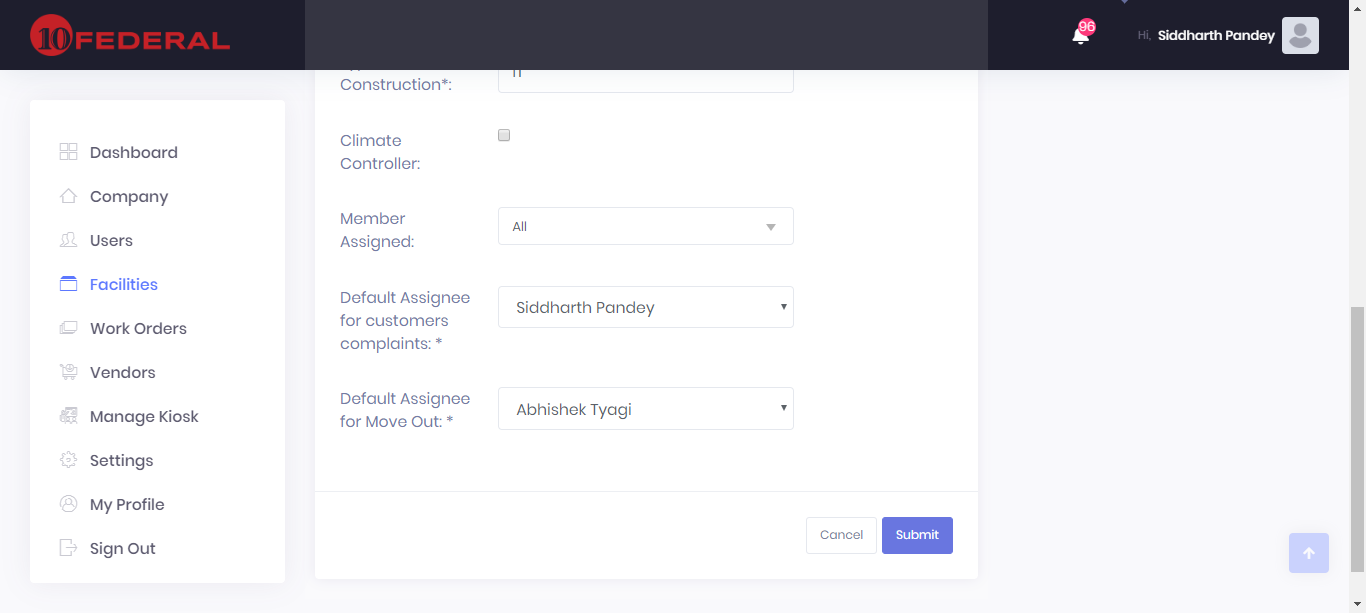 10 FEDERAL
96
Hi, Siddharth Pandey
Dashboard
Company
Users
Facilities
Work Orders
Vendors
Manage Kiosk
Settings
My Profile
Sign Out
Construction*:
Climate
Controller:
Member
Assigned:
All
Default Assignee
for customers
complaints: *
Siddharth Pandey
Default Assignee
for Move Out: *
Abhishek Tyagi
Cancel
Submit